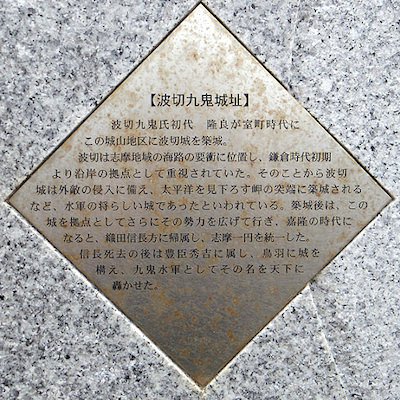 【波切九鬼城址】
波切九鬼氏初代　隆良が室町時代に
この城山地区に波切城を築城。
波切は志摩地域の海路の要衝に位置し、鎌倉時代初期
より沿岸の拠点として重視されていた。そのことから波切
城は外敵の侵入に備え、太平洋を見下ろす岬の突端に築城される
など、水軍の将らしい城であったといわれている。築城後は、この
城を拠点としてさらにその勢力を広げて行き、嘉隆の時代に
なると、織田信長方に帰属し、志摩一円を統一した。
信長死去の後は豊臣秀吉に属し、鳥羽に城を
構え、九鬼水軍としてその名を天下に
轟かせた。